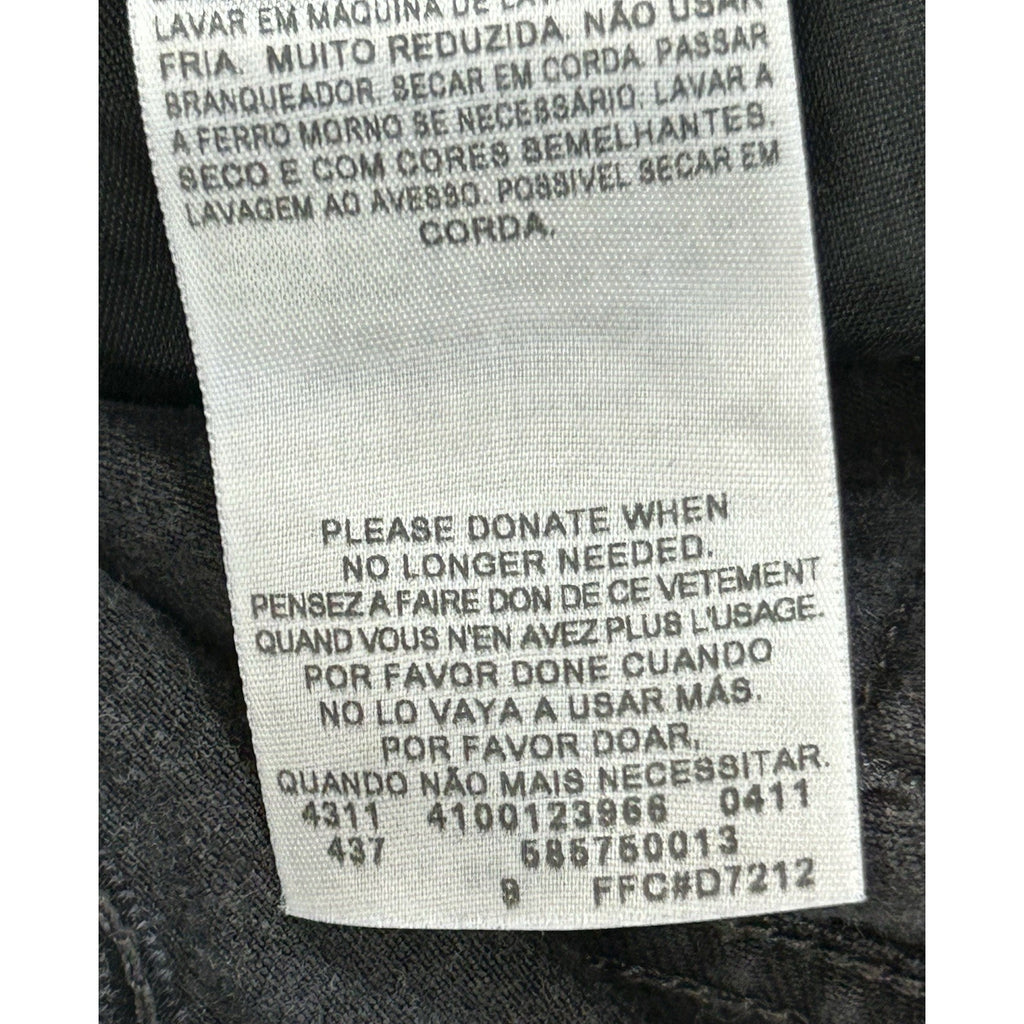 LAVAR EM MÁQUINA DE
FRIA. MUITO REDUZIDA. NÃO USAR
BRANQUEADOR. SECAR EM CORDA. PASSAR
A FERRO MORNO SE NECESSÁRIO. LAVAR A
SECO E COM CORES SEMELHANTES.
LAVAGEM AO AVESSO. POSSIVEL SECAR EM
CORDA.
PLEASE DONATE WHEN
NO LONGER NEEDED.
PENSEZ A FAIRE DON DE CE VETEMENT
QUAND VOUS N'EN AVEZ PLUS L'USAGE.
POR FAVOR DONE CUANDO
NO LO VAYA A USAR MÁS.
POR FAVOR DOAR,
QUANDO NÃO MAIS NECESSITAR.
4311 4100123966 0411
437 585750013
8 FFC#D7212